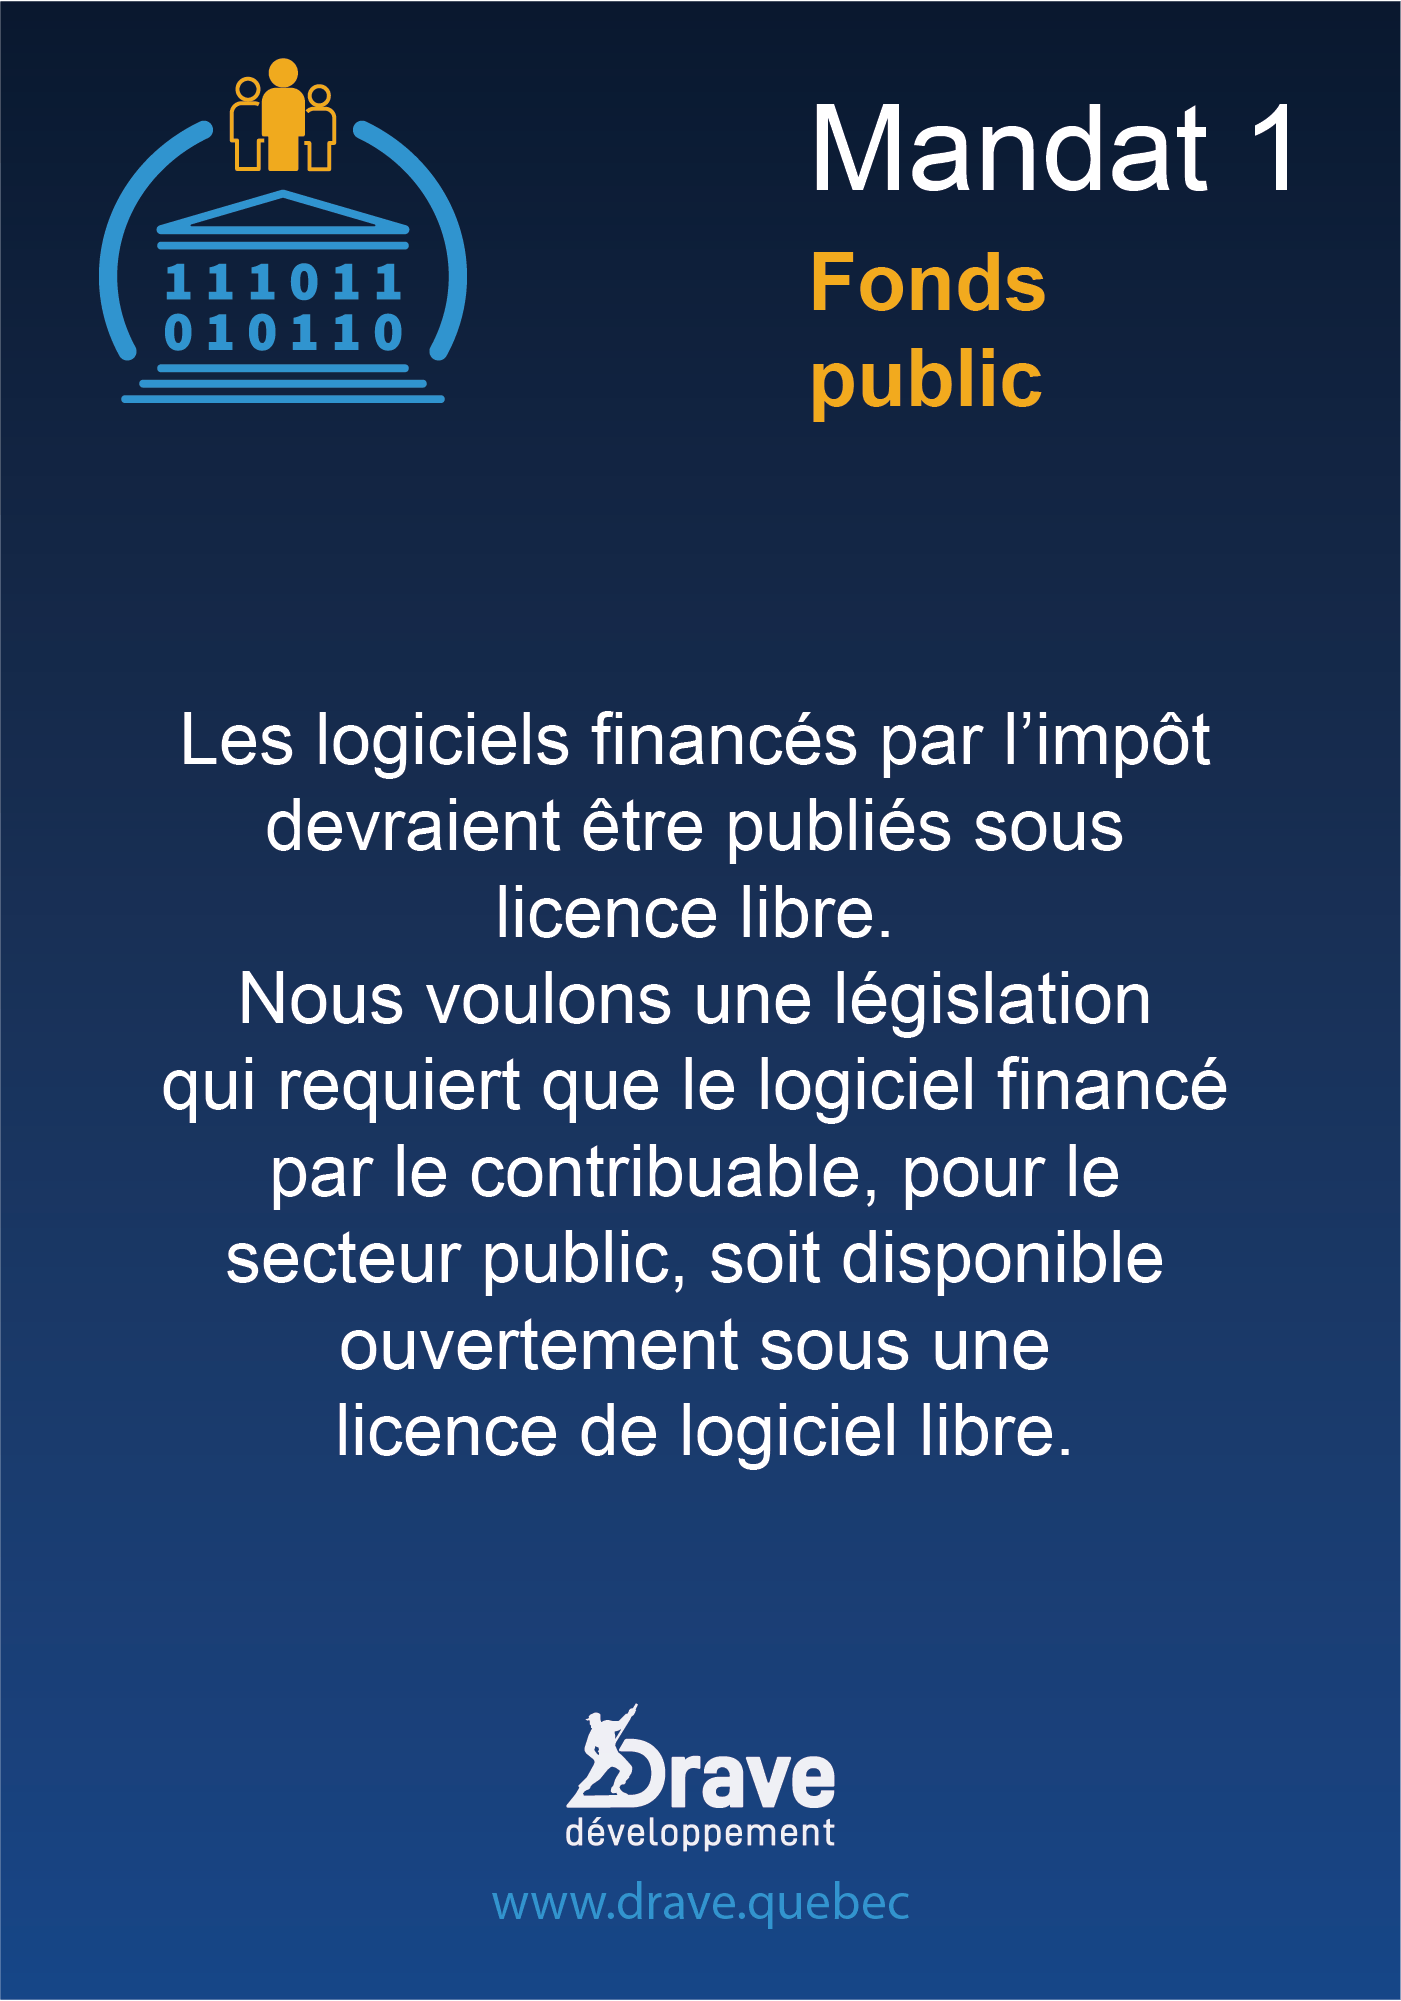 Mandat 1
Fonds
public
111011
010110
Les logiciels financés par l’impôt
devraient être publiés sous
licence libre.
Nous voulons une législation
qui requiert que le logiciel financé
par le contribuable, pour le
secteur public, soit disponible
ouvertement sous une
licence de logiciel libre.
Drave
développement
www.drave.quebec